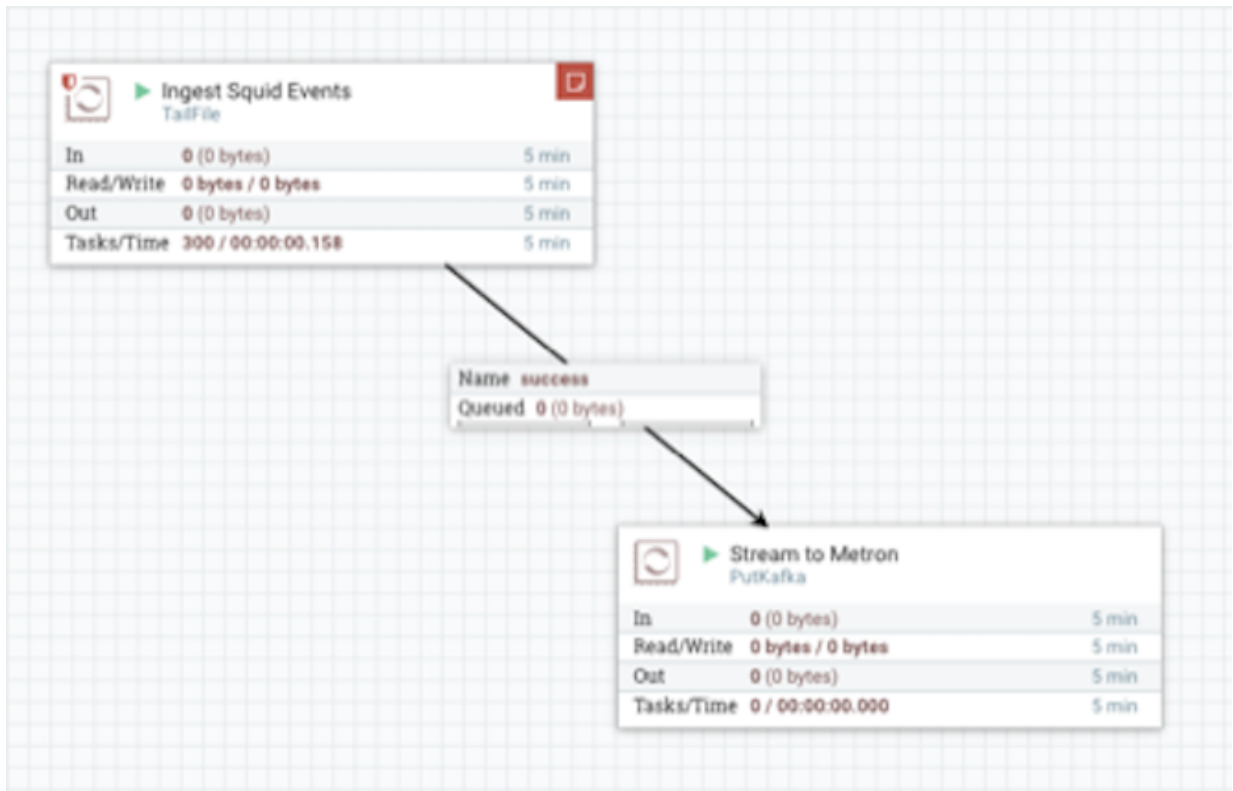 Ingest Squid Events
TailFile
In 0 (0 bytes) 5 min
Read/Write 0 bytes / 0 bytes 5 min
Out 0 (0 bytes) 5 min
Tasks/Time 300 / 00:00:00.158 5 min
Name success
Queued 0 (0 bytes)
Stream to Metron
PutKafka
In 0 (0 bytes) 5 min
Read/Write 0 bytes / 0 bytes 5 min
Out 0 (0 bytes) 5 min
Tasks/Time 0 / 00:00:00.000 5 min